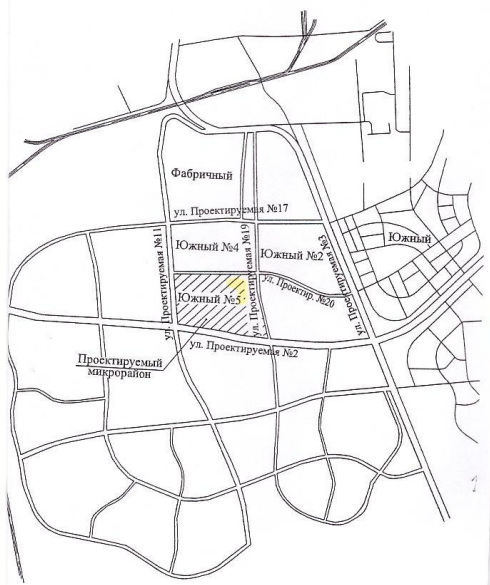 Фабричный
ул. Проектируемая №17
Южный №4
Южный №2
Южный
ул. Проектируемая №11
ул. Проектируемая №19
ул. Проектируемая №3
ул. Проектир. №20
Южный №5
ул. Проектируемая №2
Проектируемый
микрорайон